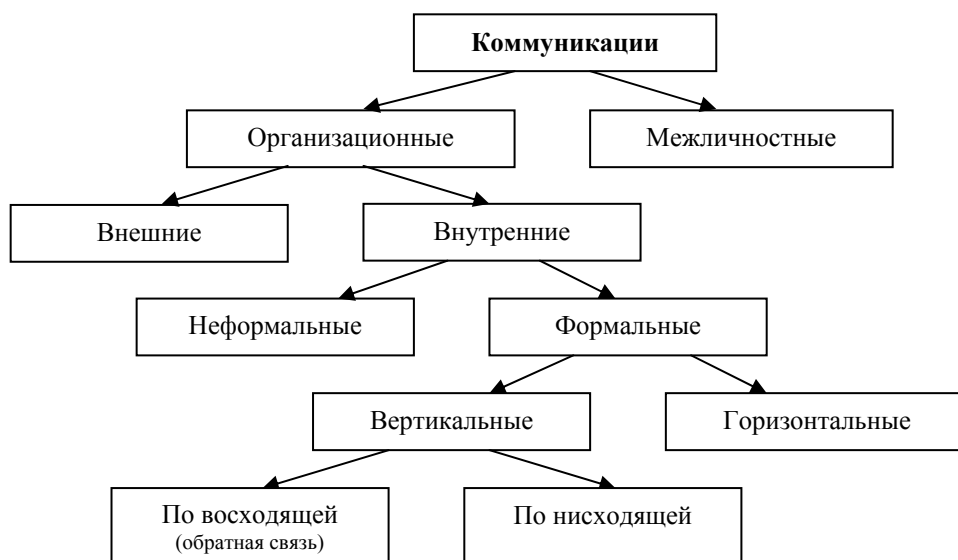 Коммуникации
Организационные
Межличностные
Внешние
Внутренние
Неформальные
Формальные
Вертикальные
Горизонтальные
По восходящей
(обратная связь)
По нисходящей